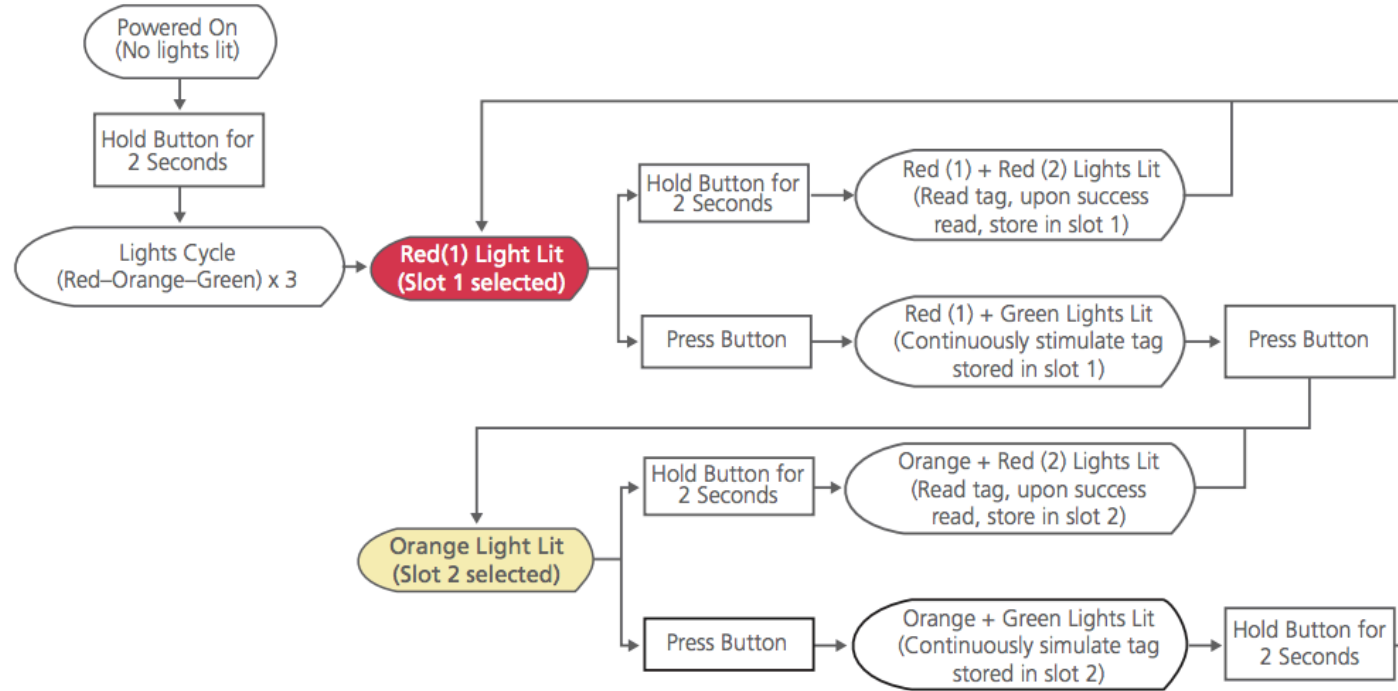 Powered On
(No lights lit)
Hold Button for
2 Seconds
Lights Cycle
(Red–Orange–Green) x 3
Red(1) Light Lit
(Slot 1 selected)
Hold Button for
2 Seconds
Red (1) + Red (2) Lights Lit
(Read tag, upon success
read, store in slot 1)
Press Button
Red (1) + Green Lights Lit
(Continuously stimulate tag
stored in slot 1)
Press Button
Orange Light Lit
(Slot 2 selected)
Hold Button for
2 Seconds
Orange + Red (2) Lights Lit
(Read tag, upon success
read, store in slot 2)
Press Button
Orange + Green Lights Lit
(Continuously simulate tag
stored in slot 2)
Hold Button for
2 Seconds